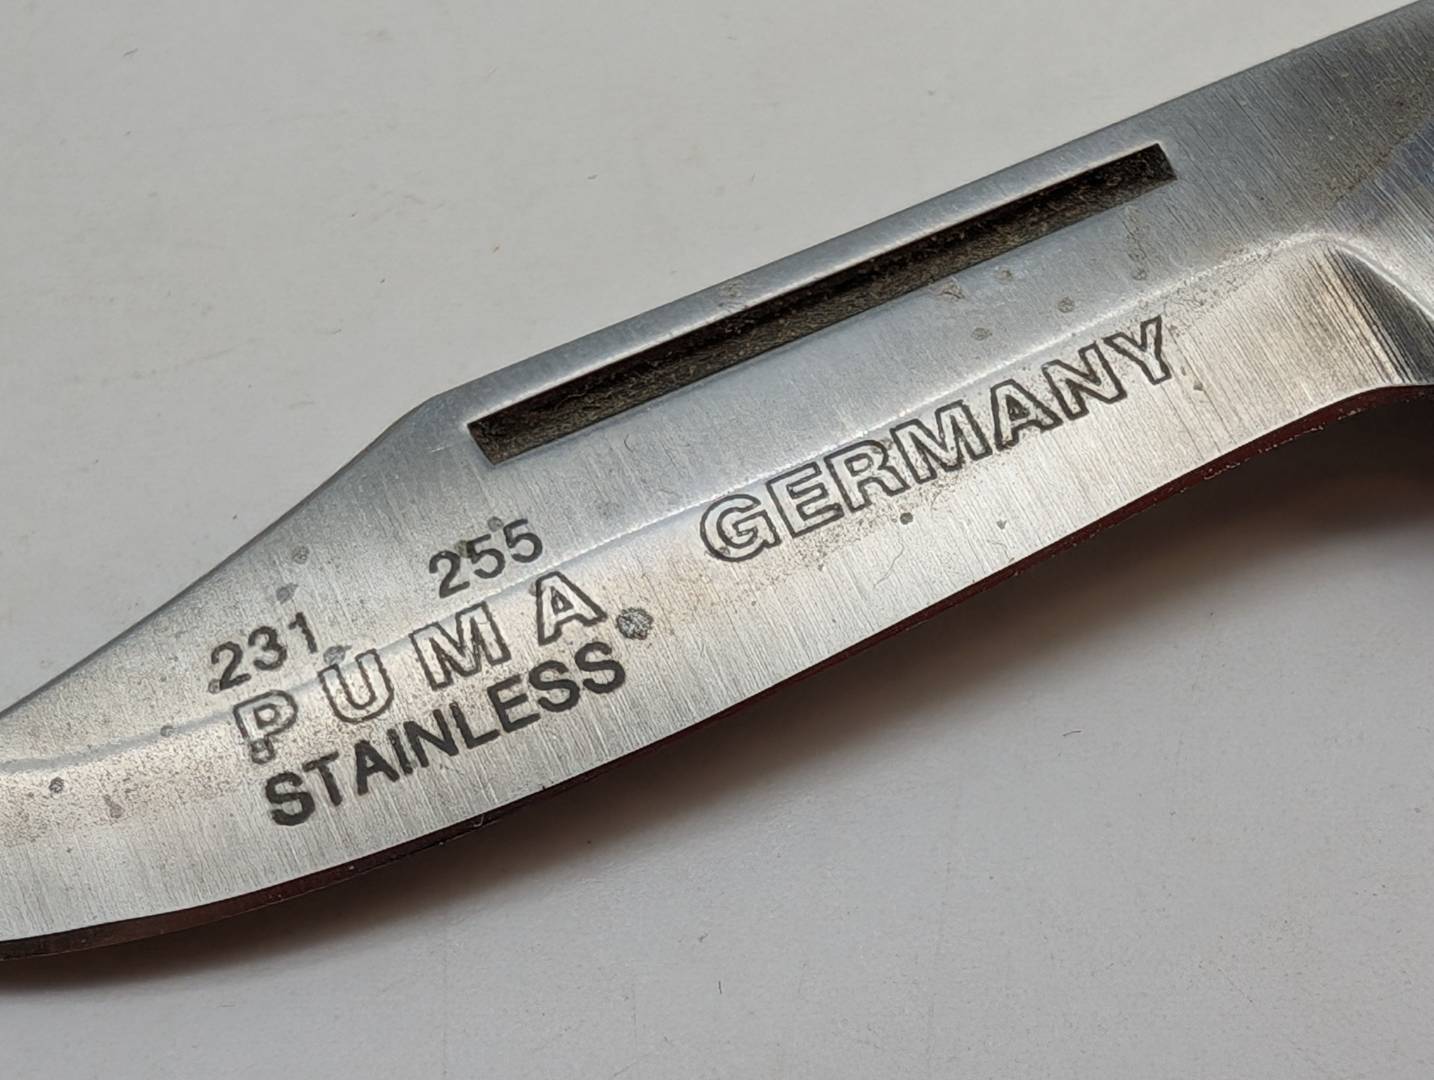 231 255
PUMA GERMANY
STAINLESS